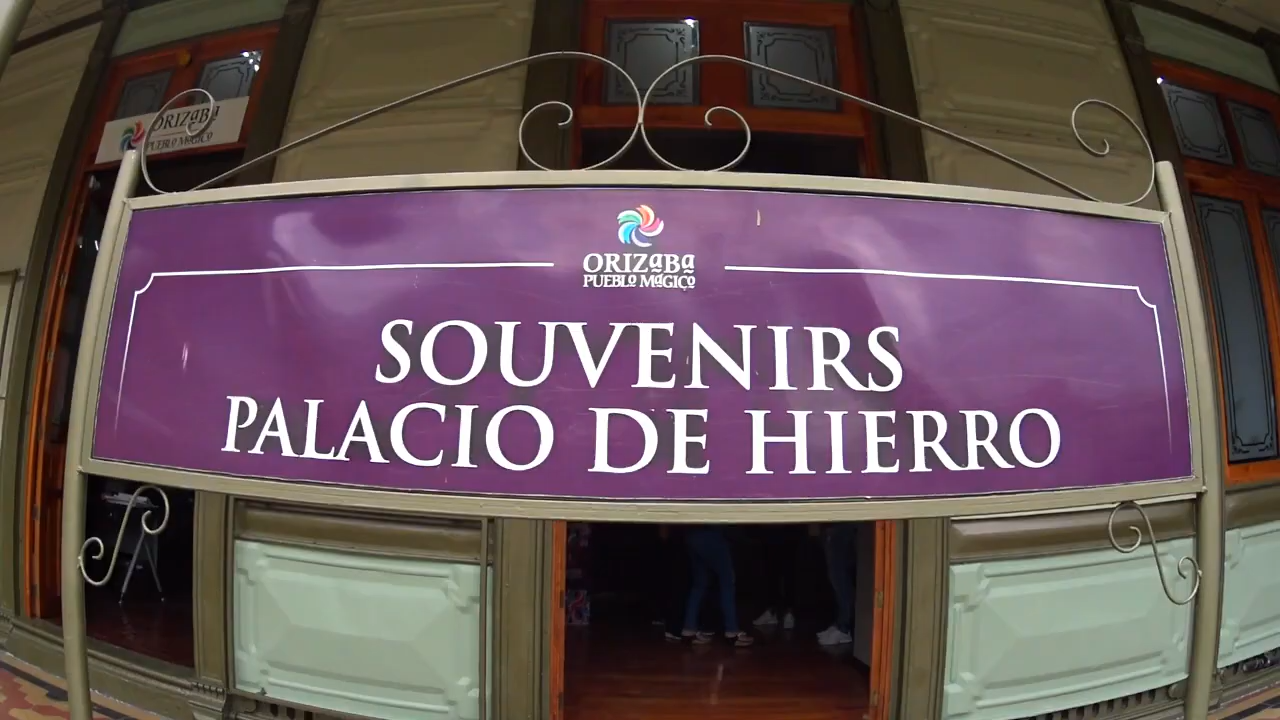 ORIZaBa
PUEBLo MaGICo
ORIZaBa
PUEBLo MaGICo
SOUVENIRS
PALACIO DE HIERRO